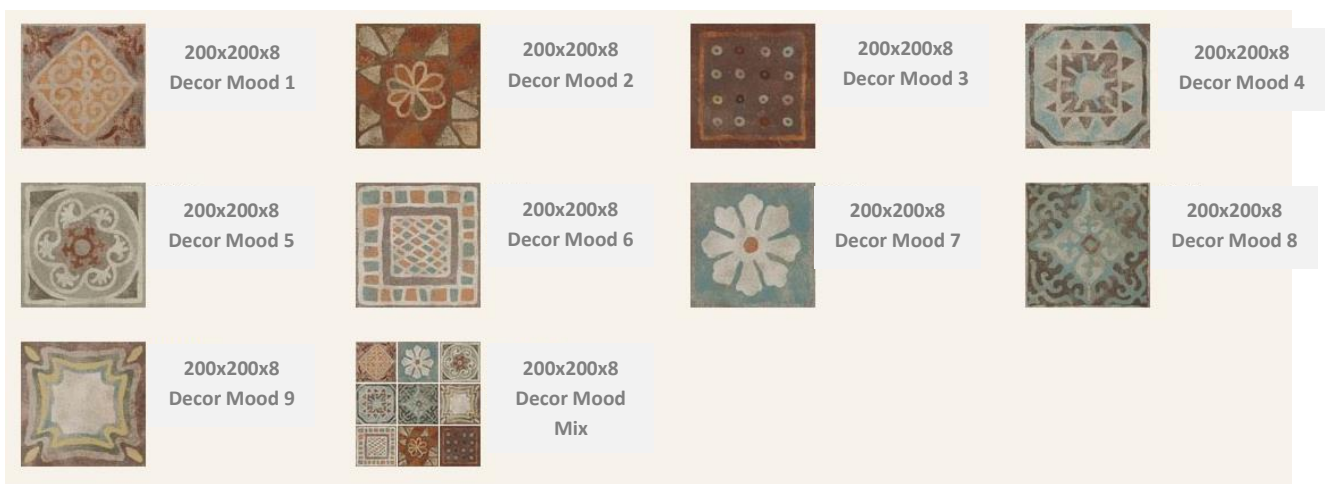 200x200x8
Decor Mood 1
200x200x8
Decor Mood 2
200x200x8
Decor Mood 3
200x200x8
Decor Mood 4
200x200x8
Decor Mood 5
200x200x8
Decor Mood 6
200x200x8
Decor Mood 7
200x200x8
Decor Mood 8
200x200x8
Decor Mood 9
200x200x8
Decor Mood
Mix